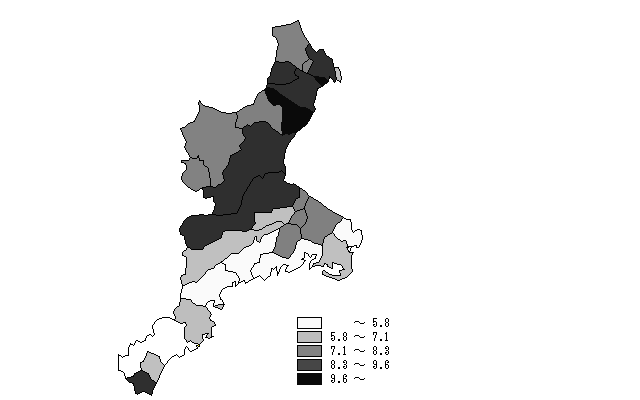 ～ 5.8
5.8 ～ 7.1
7.1 ～ 8.3
8.3 ～ 9.6
9.6 ～